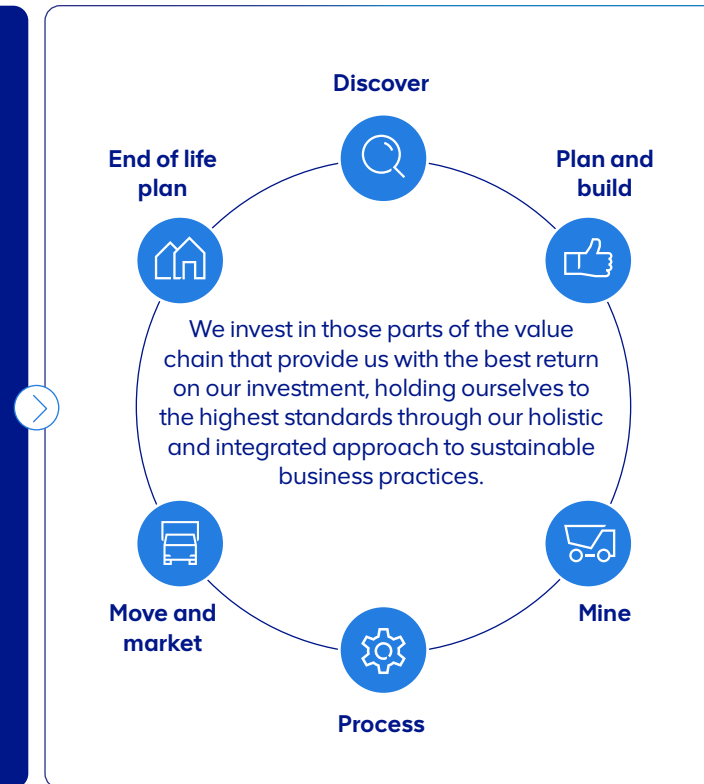 Discover
End of life
plan
Plan and
build
We invest in those parts of the value
chain that provide us with the best return
on our investment, holding ourselves to
the highest standards through our holistic
and integrated approach to sustainable
business practices.
Move and
market
Mine
Process